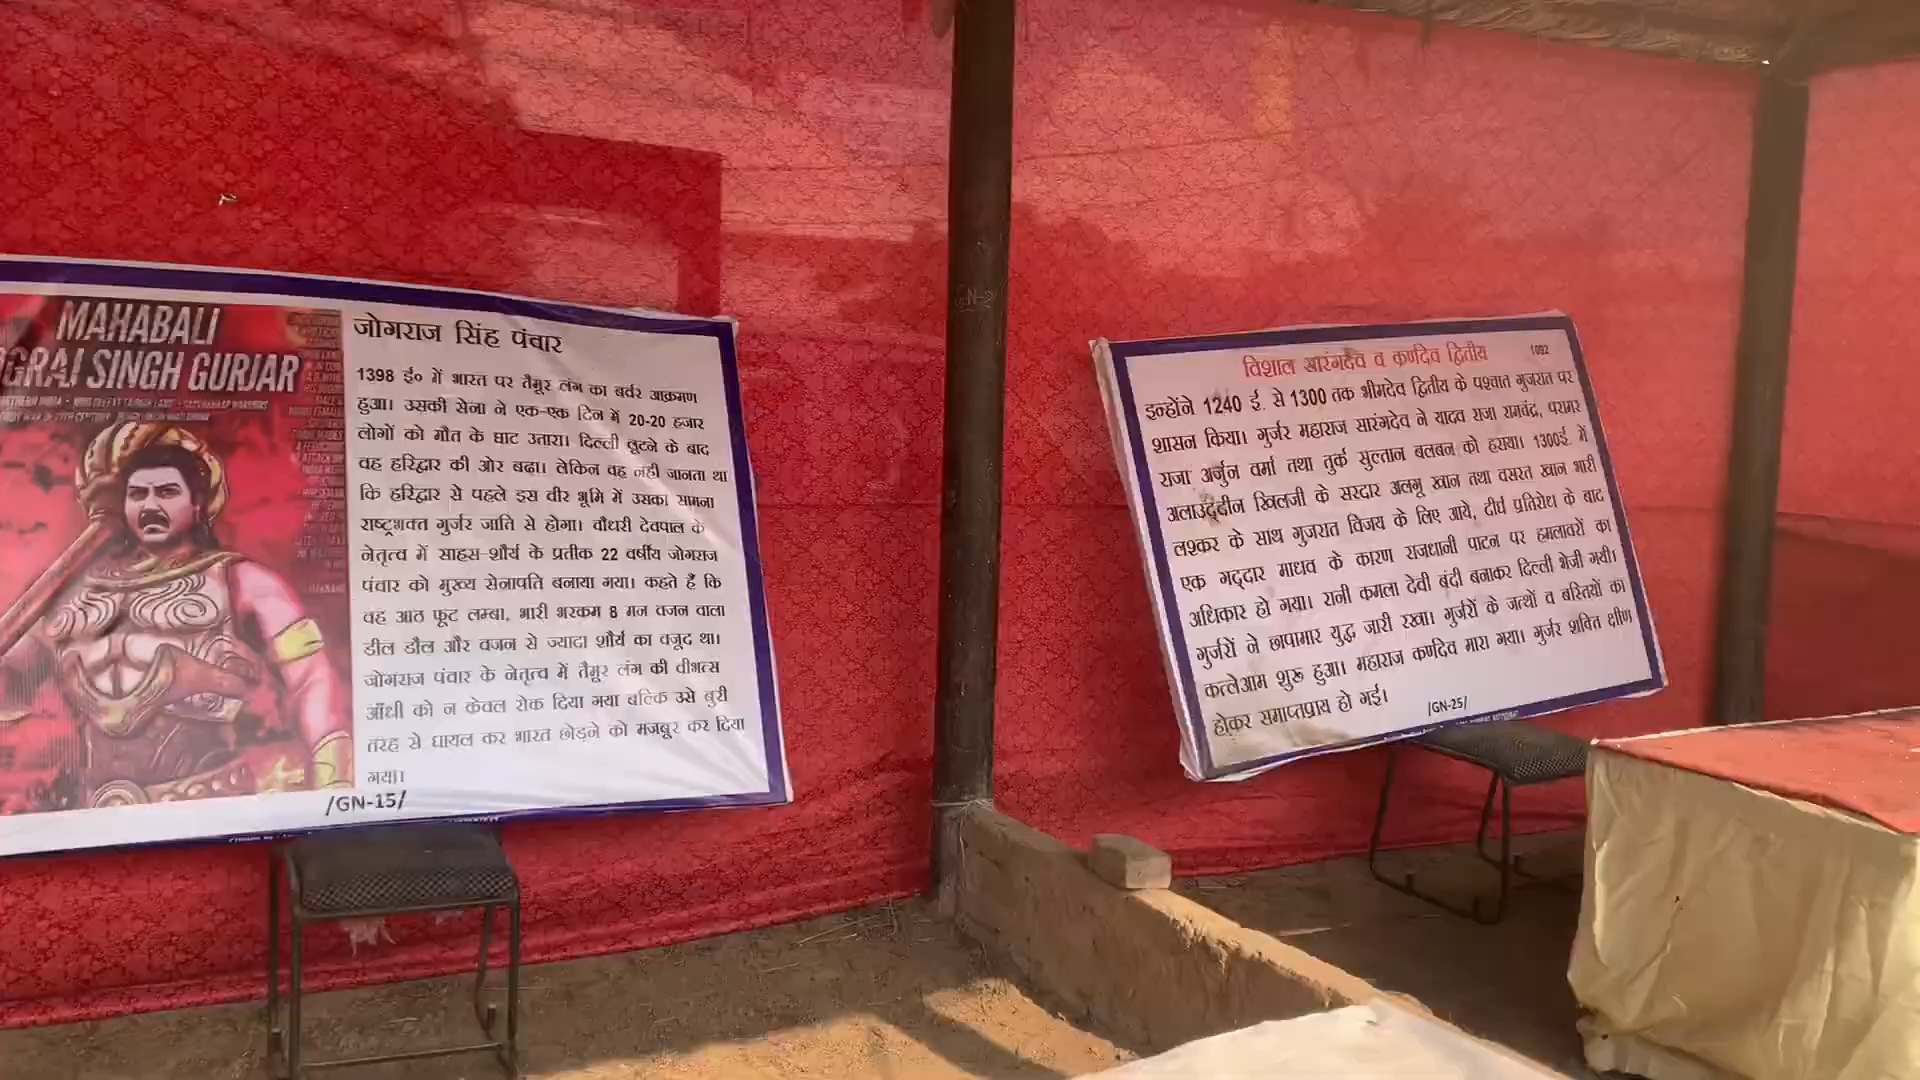 MAHABALI
GRAJ SINGH GURJAR
जोगराज सिंह पंवार
1398 ई० में भारत पर तैमूर लंग का बर्बर आक्रमण
हुआ। उसकी सेना ने एक-एक दिन में 20-20 हजार
लोगों को मौत के घाट उतारा। दिल्ली लूटने के बाद
वह हरिद्वार की ओर बढ़ा। लेकिन वह नहीं जानता था
कि हरिद्वार से पहले इस वीर भूमि में उसका सामना
राष्ट्रभक्त गुर्जर जाति से होगा। चौधरी देवपाल के
नेतृत्व में साहस-शौर्य के प्रतीक 22 वर्षीय जोगराज
पंवार को मुख्य सेनापति बनाया गया। कहते हैं कि
वह आठ फूट लम्बा, भारी भरकम 8 मन वजन वाला
डील डौल और वजन से ज्यादा शौर्य का वजूद था।
जोगराज पंवार के नेतृत्व में तैमूर लंग की वीभत्स
आँधी को न केवल रोक दिया गया बल्कि उसे बुरी
तरह से घायल कर भारत छोड़ने को मजबूर कर दिया
गया।
/GN-15/
विशाल सारंगदेव व कर्णदेव द्वितीय 1092
इन्होंने 1240 ई. से 1300 तक भीमदेव द्वितीय के पश्चात गुजरात पर
शासन किया। गुर्जर महाराज सारंगदेव ने यादव राजा रामचंद्र, परामर
राजा अर्जुन वर्मा तथा तुर्क सुल्तान बलबन को हराया। 1300ई. में
अलाउद्दीन खिलजी के सरदार अलगू खान तथा वसरत खान भारी
लश्कर के साथ गुजरात विजय के लिए आये, दीर्घ प्रतिरोध के बाद
एक गद्दार माधव के कारण राजधानी पाटन पर हमलावरों का
अधिकार हो गया। रानी कमला देवी बंदी बनाकर दिल्ली भेजी गयी।
गुर्जरों ने छापामार युद्ध जारी रखा। गुर्जरों के जत्थों व बस्तियों का
कत्लेआम शुरू हुआ। महाराज कर्णदेव मारा गया। गुर्जर शक्ति क्षीण
होकर समाप्तप्राय हो गई।
/GN-25/